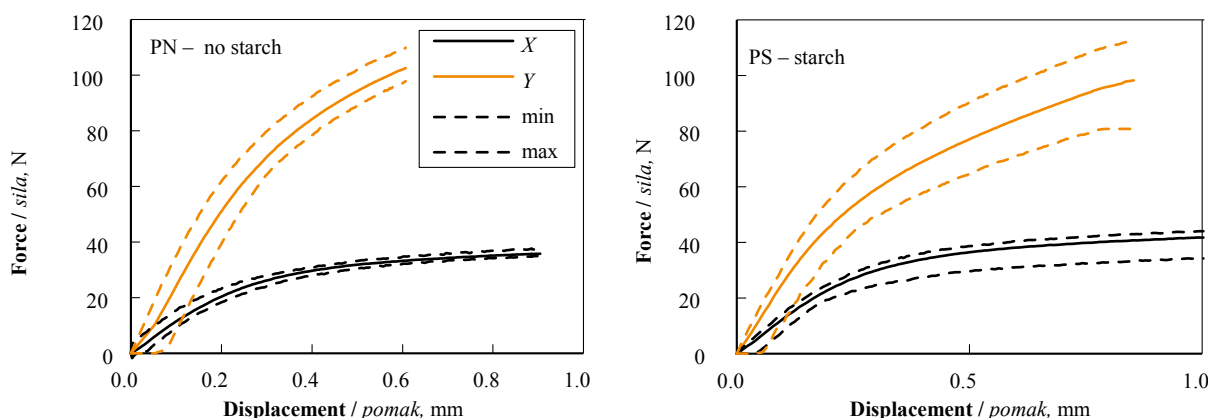 PN – no starch
X
Y
min
max
120
100
80
60
40
20
0
0.0
0.2
0.4
0.6
0.8
1.0
Force / sila, N
Displacement / pomak, mm
PS – starch
120
100
80
60
40
20
0
0.0
0.5
1.0
Force / sila, N
Displacement / pomak, mm